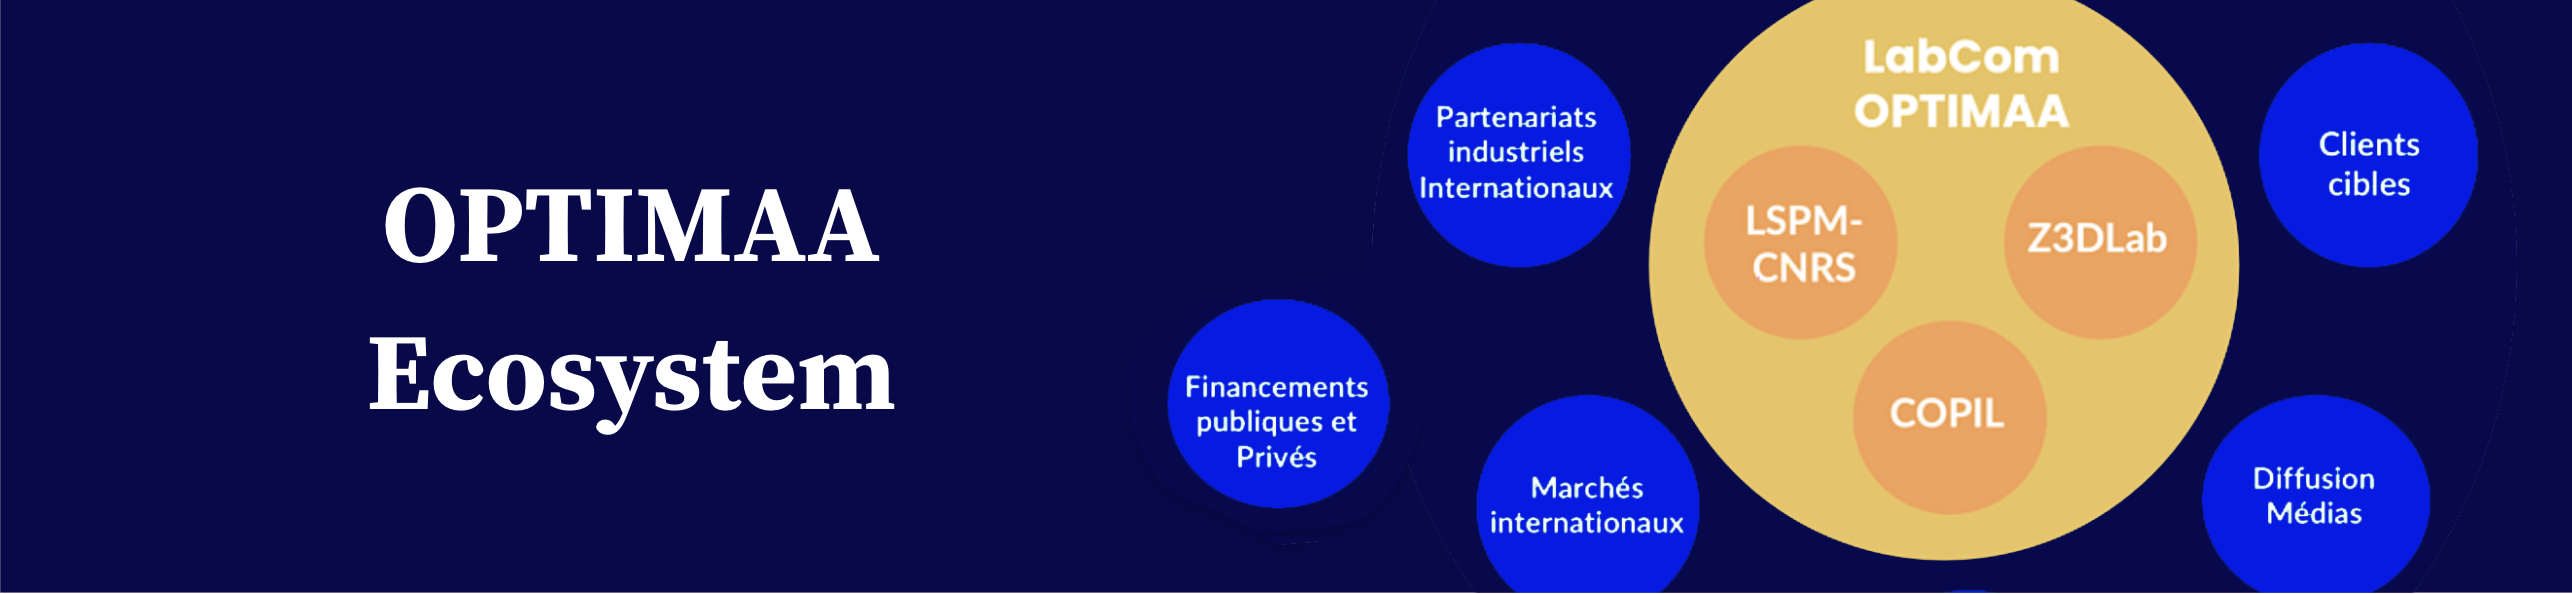 OPTIMAA
Ecosystem
LabCom
OPTIMAA
Partenariats
industriels
Internationaux
Clients
cibles
LSPM-
CNRS
Z3DLab
COPIL
Financements
publiques et
Privés
Marchés
internationaux
Diffusion
Médias